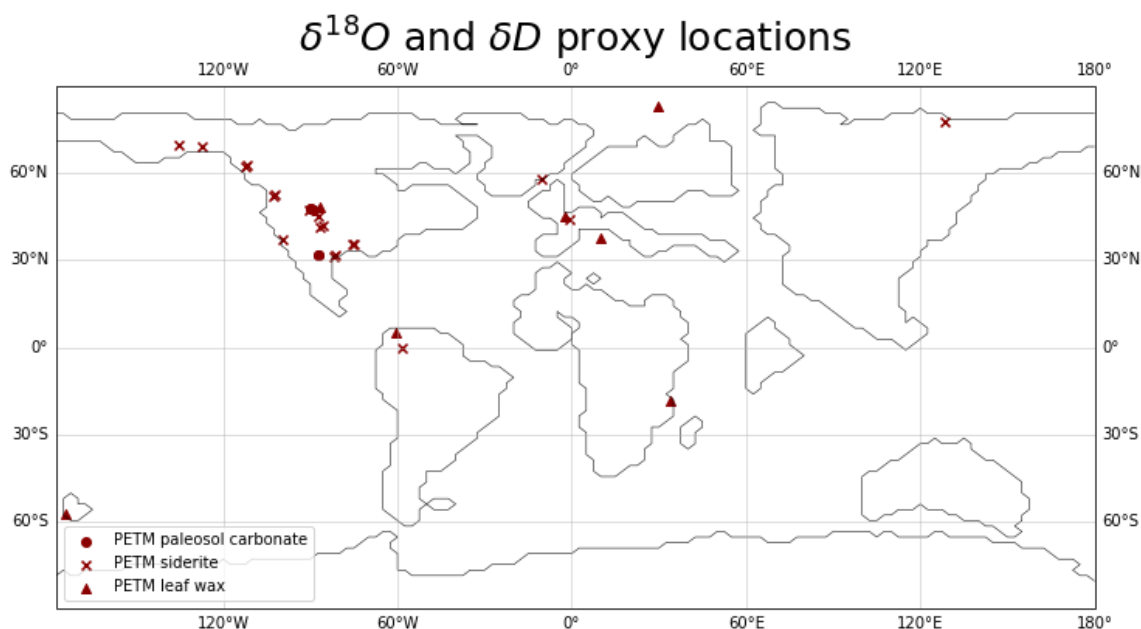 δ¹⁸O and δD proxy locations
120°W 60°W 0° 60°E 120°E 180°
60°N 60°N
30°N 30°N
0° 0°
30°S 30°S
60°S 60°S
PETM paleosol carbonate
PETM siderite
PETM leaf wax
120°W 60°W 0° 60°E 120°E 180°